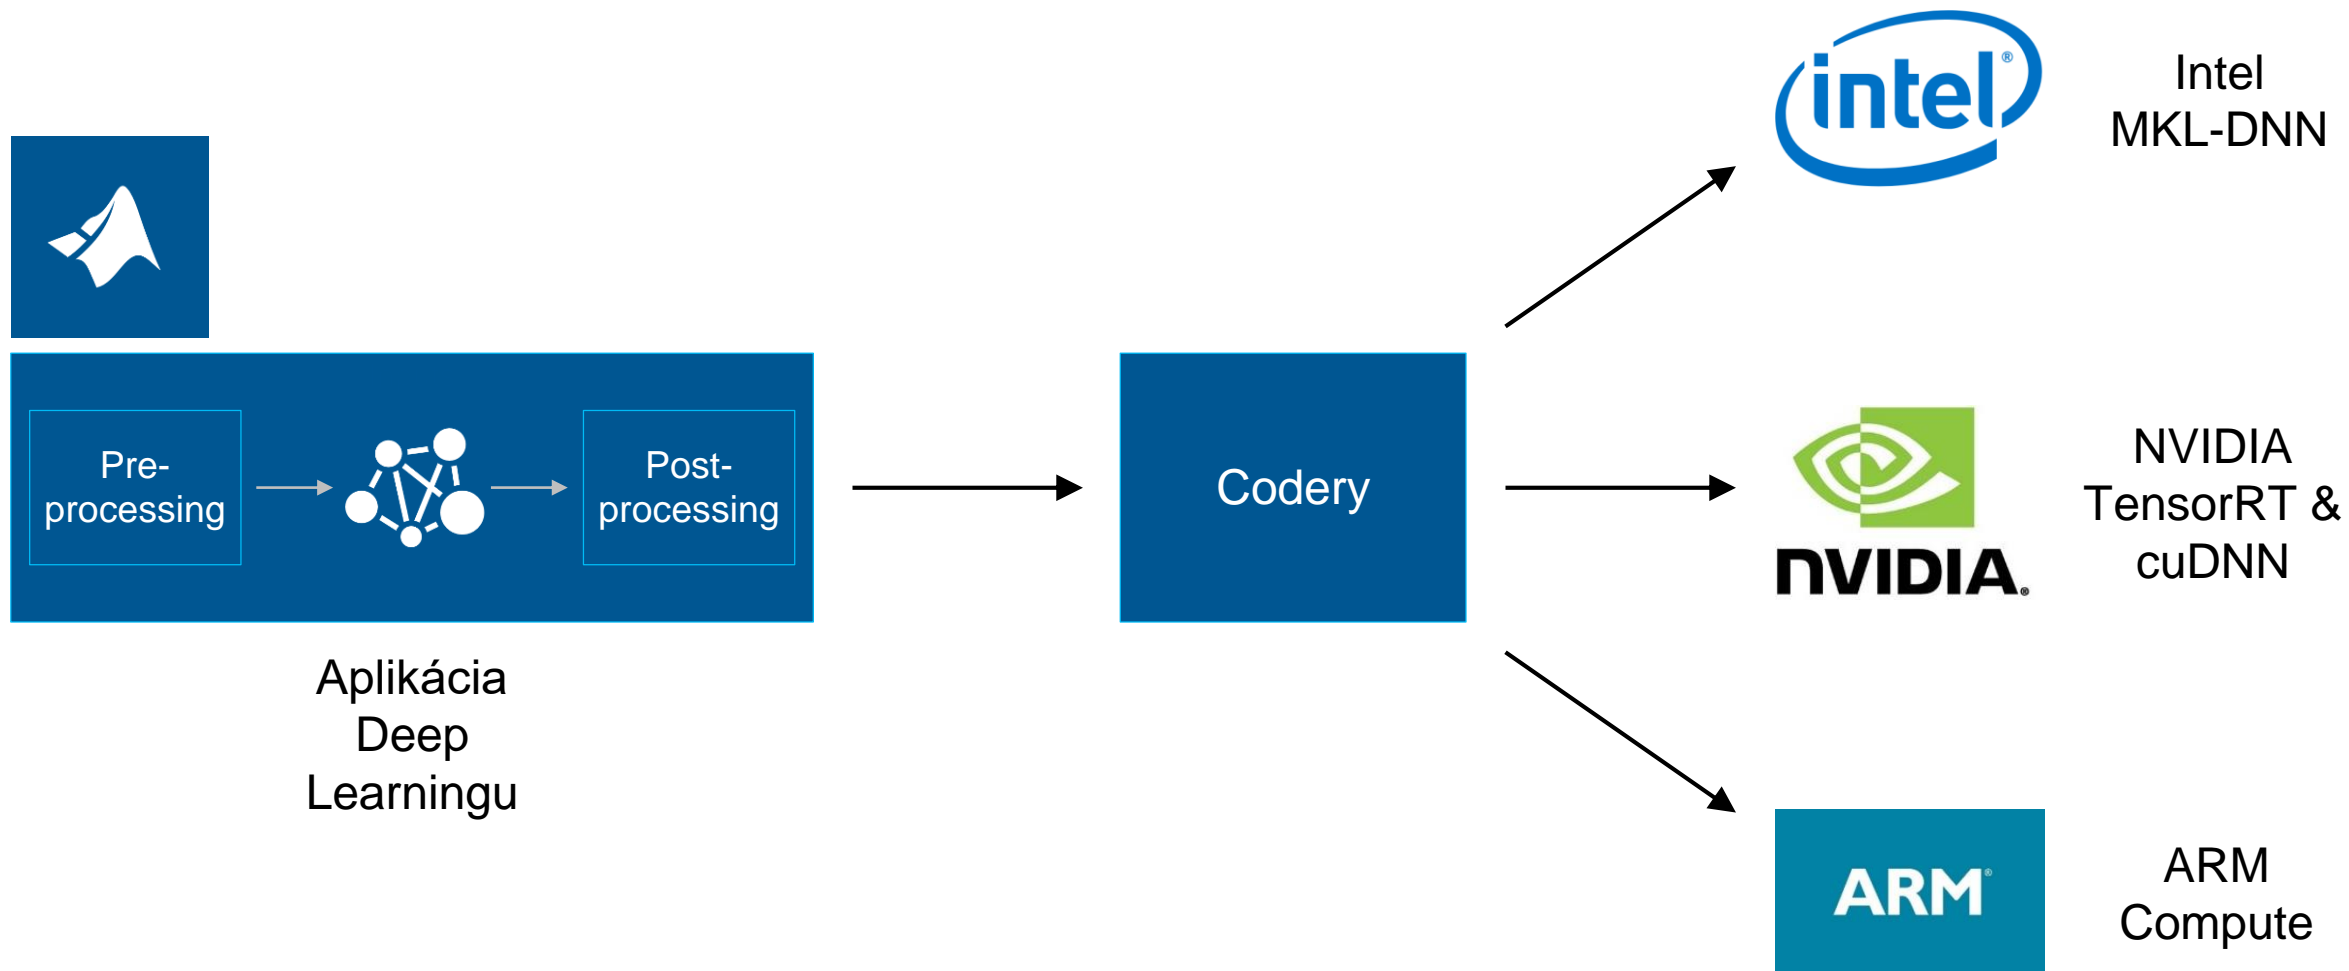 Pre-
processing
Post-
processing
Aplikácia
Deep
Learningu
Codery
intel®
Intel
MKL-DNN
NVIDIA®
NVIDIA
TensorRT &
cuDNN
ARM®
ARM
Compute